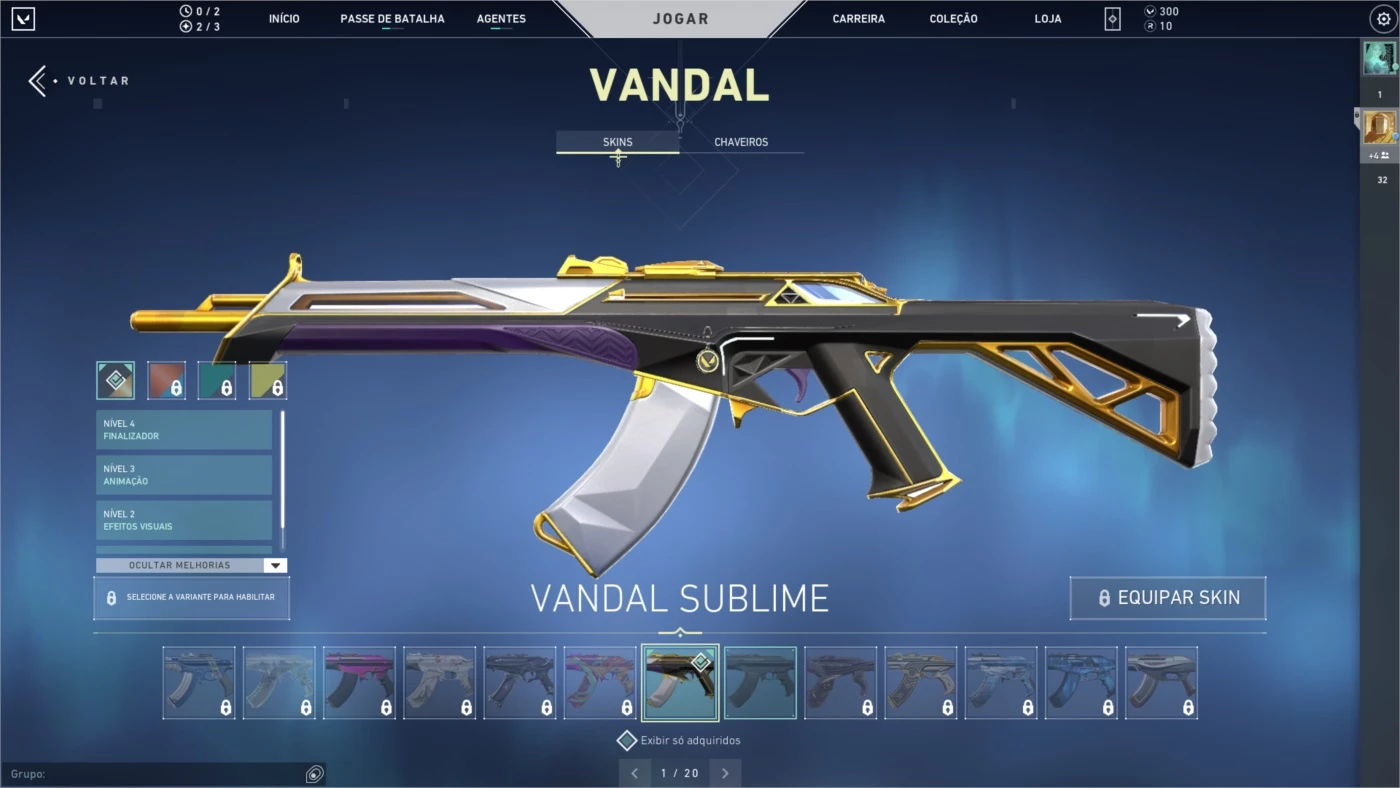 0 / 2
2 / 3
INÍCIO
PASSE DE BATALHA
AGENTES
JOGAR
CARREIRA
COLEÇÃO
LOJA
300
10
VOLTAR
VANDAL
SKINS
CHAVEIROS
1
+4
32
NÍVEL 4
FINALIZADOR
NÍVEL 3
ANIMAÇÃO
NÍVEL 2
EFEITOS VISUAIS
OCULTAR MELHORIAS
SELECIONE A VARIANTE PARA HABILITAR
VANDAL SUBLIME
EQUIPAR SKIN
Exibir só adquiridos
1 / 20
Grupo: